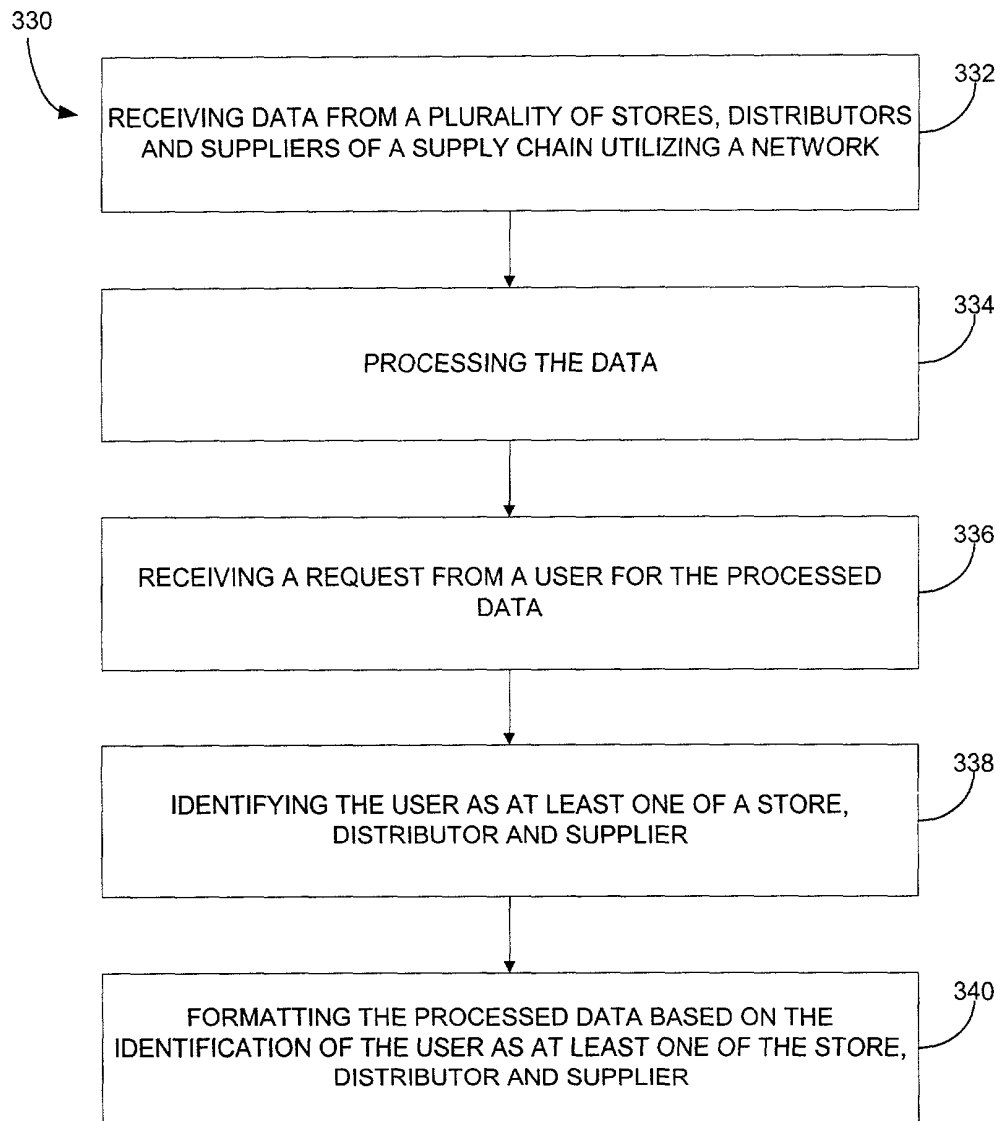 330
332
RECEIVING DATA FROM A PLURALITY OF STORES, DISTRIBUTORS
AND SUPPLIERS OF A SUPPLY CHAIN UTILIZING A NETWORK
334
PROCESSING THE DATA
336
RECEIVING A REQUEST FROM A USER FOR THE PROCESSED
DATA
338
IDENTIFYING THE USER AS AT LEAST ONE OF A STORE,
DISTRIBUTOR AND SUPPLIER
340
FORMATTING THE PROCESSED DATA BASED ON THE
IDENTIFICATION OF THE USER AS AT LEAST ONE OF THE STORE,
DISTRIBUTOR AND SUPPLIER